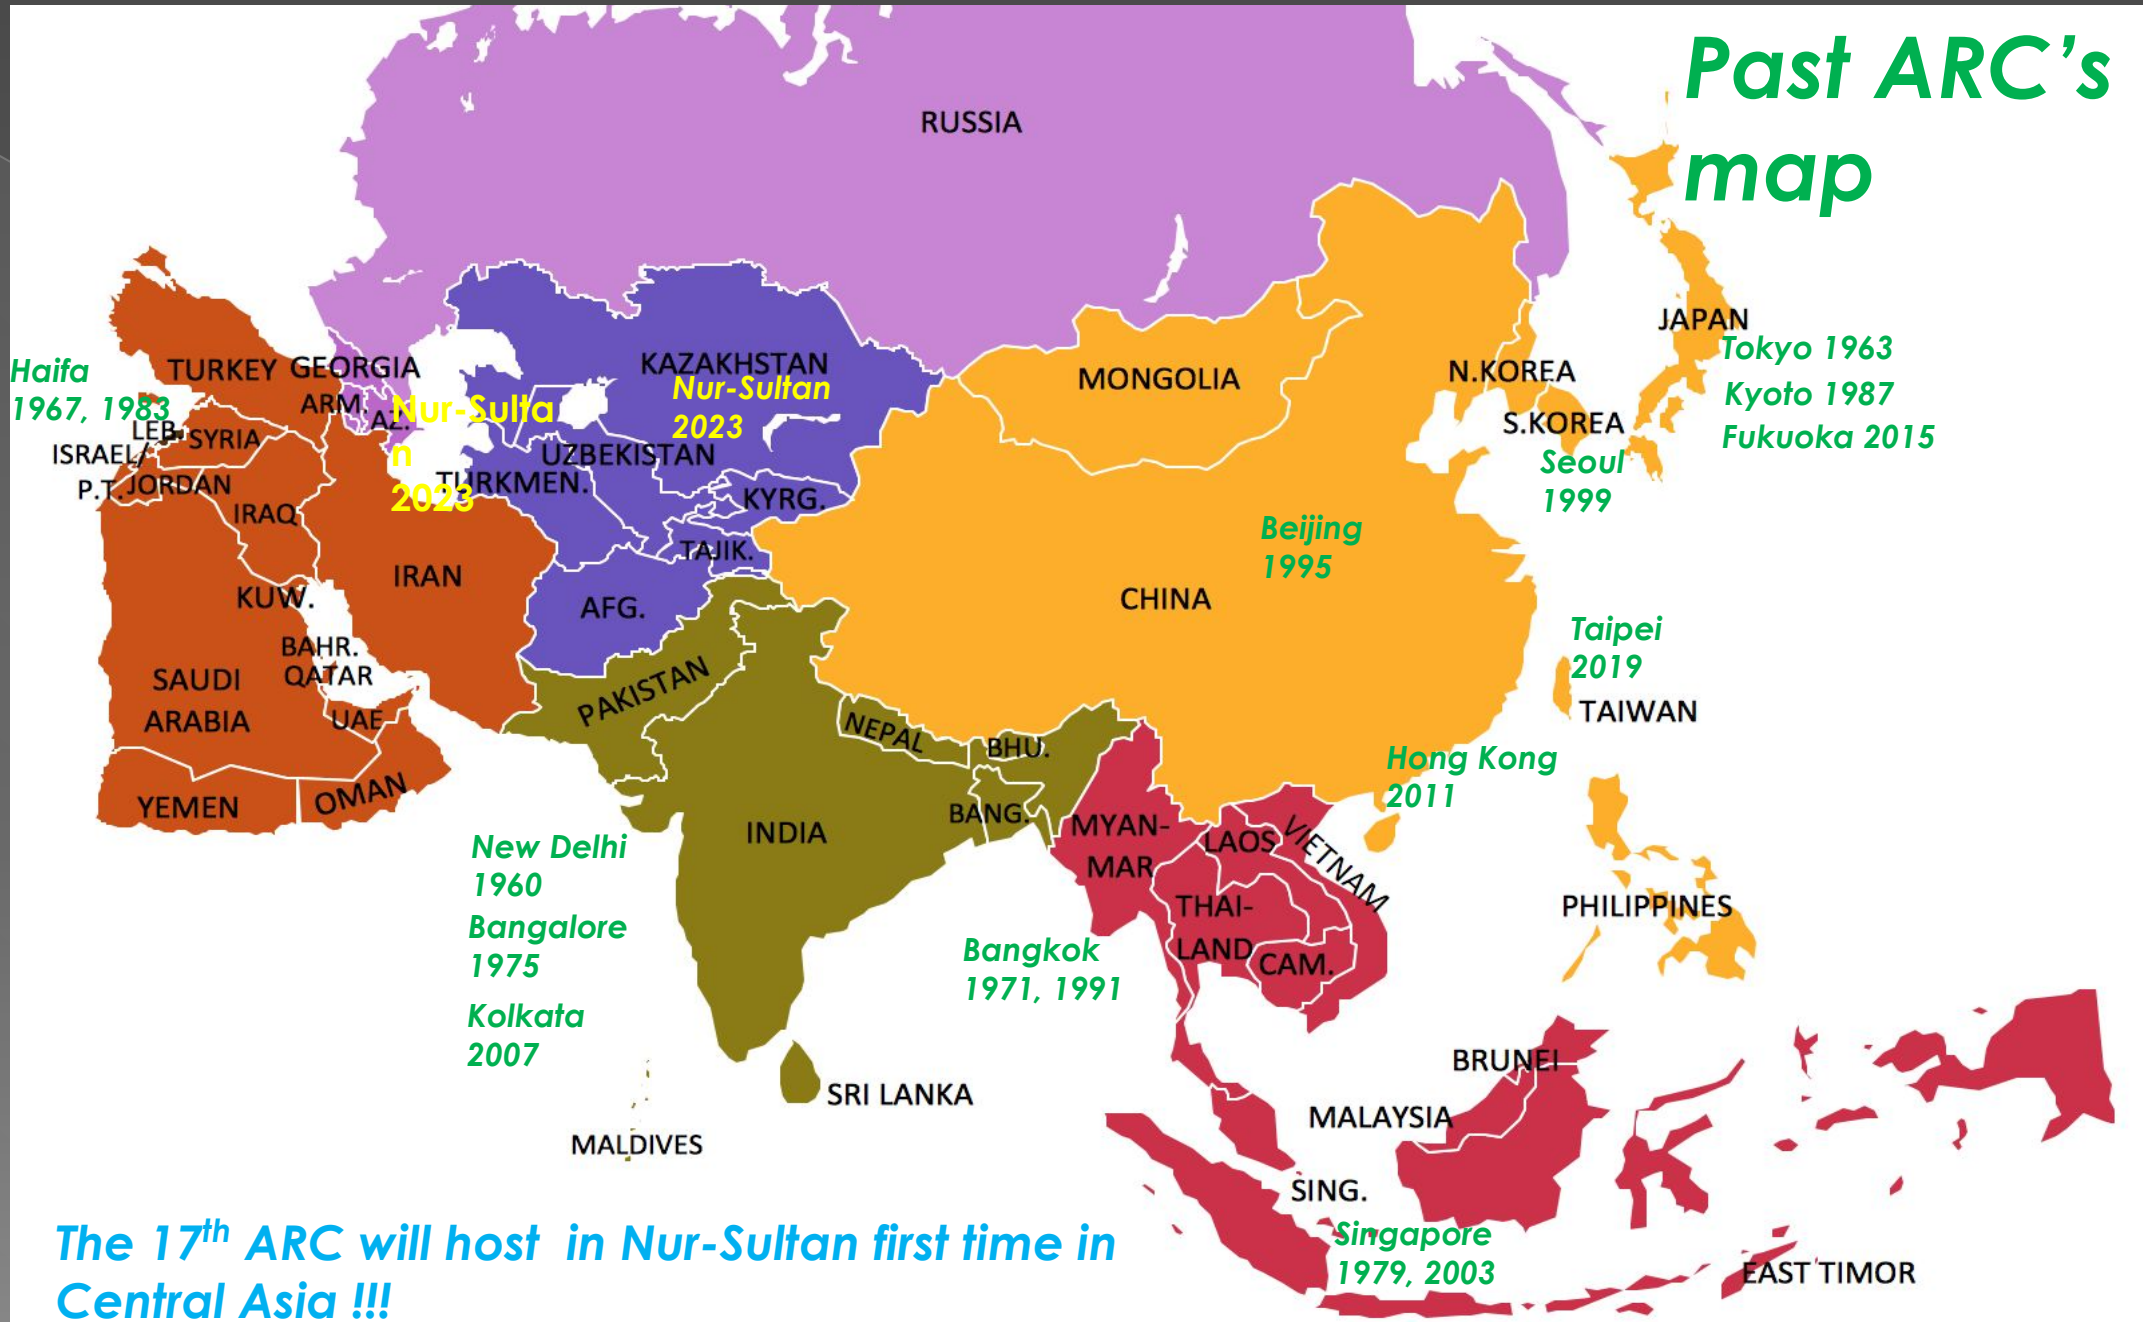 Past ARC's
map
RUSSIA
JAPAN
Tokyo 1963
Kyoto 1987
Fukuoka 2015
KAZAKHSTAN
Nur-Sultan
2023
MONGOLIA
N.KOREA
S.KOREA
Seoul
1999
Haifa
1967, 1983
TURKEY
GEORGIA
ARM.
AZ.
Nur-Sulta
n
2023
LEB.
SYRIA
ISRAEL/
P.T.
JORDAN
IRAQ
UZBEKISTAN
TURKMEN.
KYRG.
TAJIK.
Beijing
1995
CHINA
IRAN
KUW.
AFG.
BAHR.
QATAR
SAUDI
ARABIA
UAE
PAKISTAN
NEPAL
BHU.
Taipei
2019
TAIWAN
Hong Kong
2011
YEMEN
OMAN
INDIA
BANG.
MYAN-
MAR
LAOS
VIETNAM
New Delhi
1960
Bangalore
1975
Kolkata
2007
THAI-
LAND
CAM.
Bangkok
1971, 1991
PHILIPPINES
SRI LANKA
MALDIVES
BRUNEI
MALAYSIA
SING.
Singapore
1979, 2003
EAST TIMOR
The 17th ARC will host in Nur-Sultan first time in
Central Asia !!!